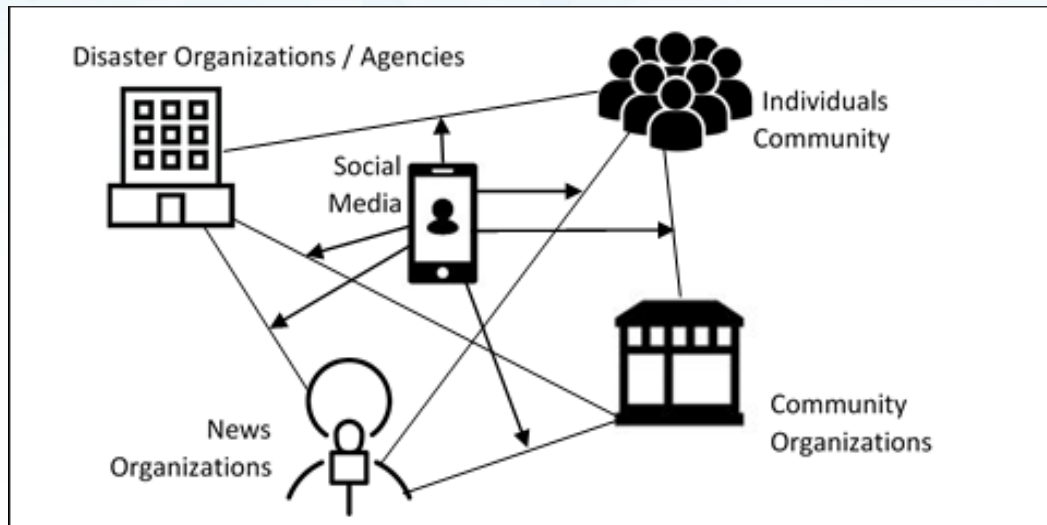 Disaster Organizations / Agencies
Individuals
Community
Social
Media
News
Organizations
Community
Organizations